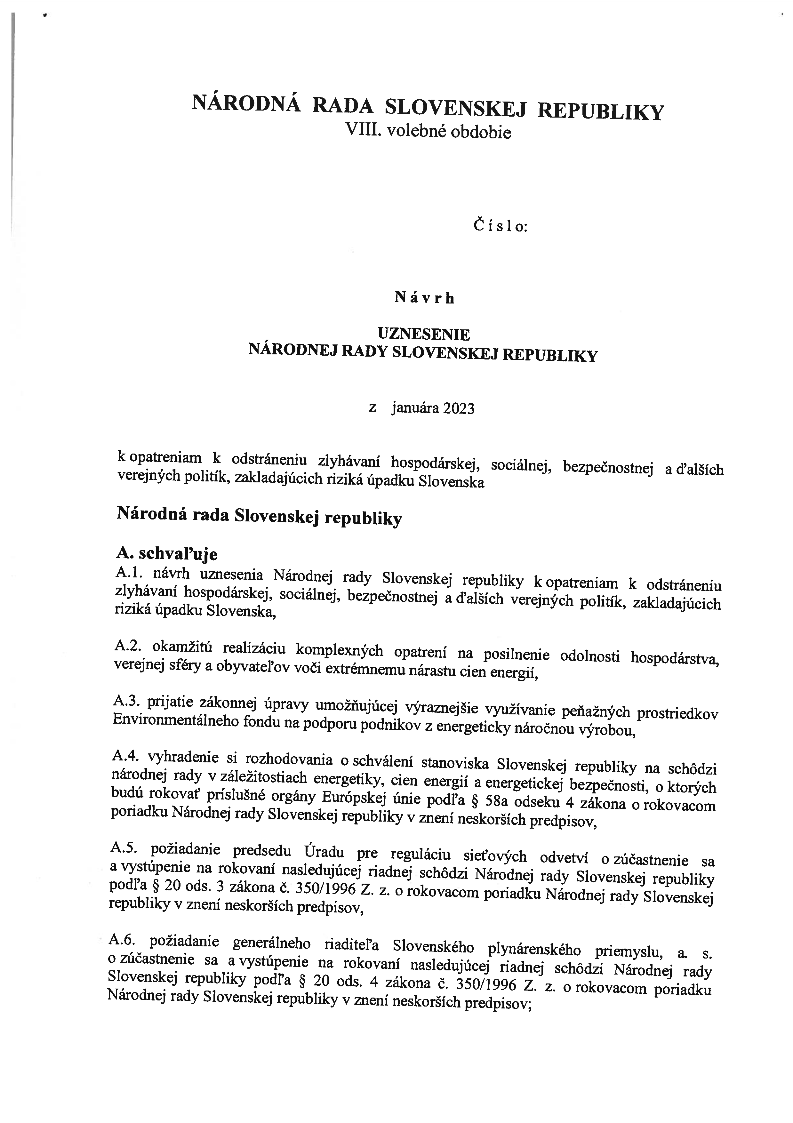 NÁRODNÁ RADA SLOVENSKEJ REPUBLIKY
VIII. volebné obdobie
Číslo:
Návrh
UZNESENIE
NÁRODNEJ RADY SLOVENSKEJ REPUBLIKY
z januára 2023
k opatreniam k odstráneniu zlyhávaní hospodárskej, sociálnej, bezpečnostnej a ďalších
verejných politík, zakladajúcich riziká úpadku Slovenska
Národná rada Slovenskej republiky
A. schvaľuje
A.1. návrh uznesenia Národnej rady Slovenskej republiky k opatreniam k odstráneniu
zlyhávaní hospodárskej, sociálnej, bezpečnostnej a ďalších verejných politík, zakladajúcich
riziká úpadku Slovenska,
A.2. okamžitú realizáciu komplexných opatrení na posilnenie odolnosti hospodárstva,
verejnej sféry a obyvateľov voči extrémnemu nárastu cien energií,
A.3. prijatie zákonnej úpravy umožňujúcej výraznejšie využívanie peňažných prostriedkov
Environmentálneho fondu na podporu podnikov z energeticky náročnou výrobou,
A.4. vyhradenie si rozhodovania o schválení stanoviska Slovenskej republiky na schôdzi
národnej rady v záležitostiach energetiky, cien energií a energetickej bezpečnosti, o ktorých
budú rokovať príslušné orgány Európskej únie podľa § 58a odseku 4 zákona o rokovacom
poriadku Národnej rady Slovenskej republiky v znení neskorších predpisov,
A.5. požiadanie predsedu Úradu pre reguláciu sieťových odvetví o zúčastnenie sa
a vystúpenie na rokovaní nasledujúcej riadnej schôdzi Národnej rady Slovenskej republiky
podľa § 20 ods. 3 zákona č. 350/1996 Z. z. o rokovacom poriadku Národnej rady Slovenskej
republiky v znení neskorších predpisov,
A.6. požiadanie generálneho riaditeľa Slovenského plynárenského priemyslu, a. s.
o zúčastnenie sa a vystúpenie na rokovaní nasledujúcej riadnej schôdzi Národnej rady
Slovenskej republiky podľa § 20 ods. 4 zákona č. 350/1996 Z. z. o rokovacom poriadku
Národnej rady Slovenskej republiky v znení neskorších predpisov;